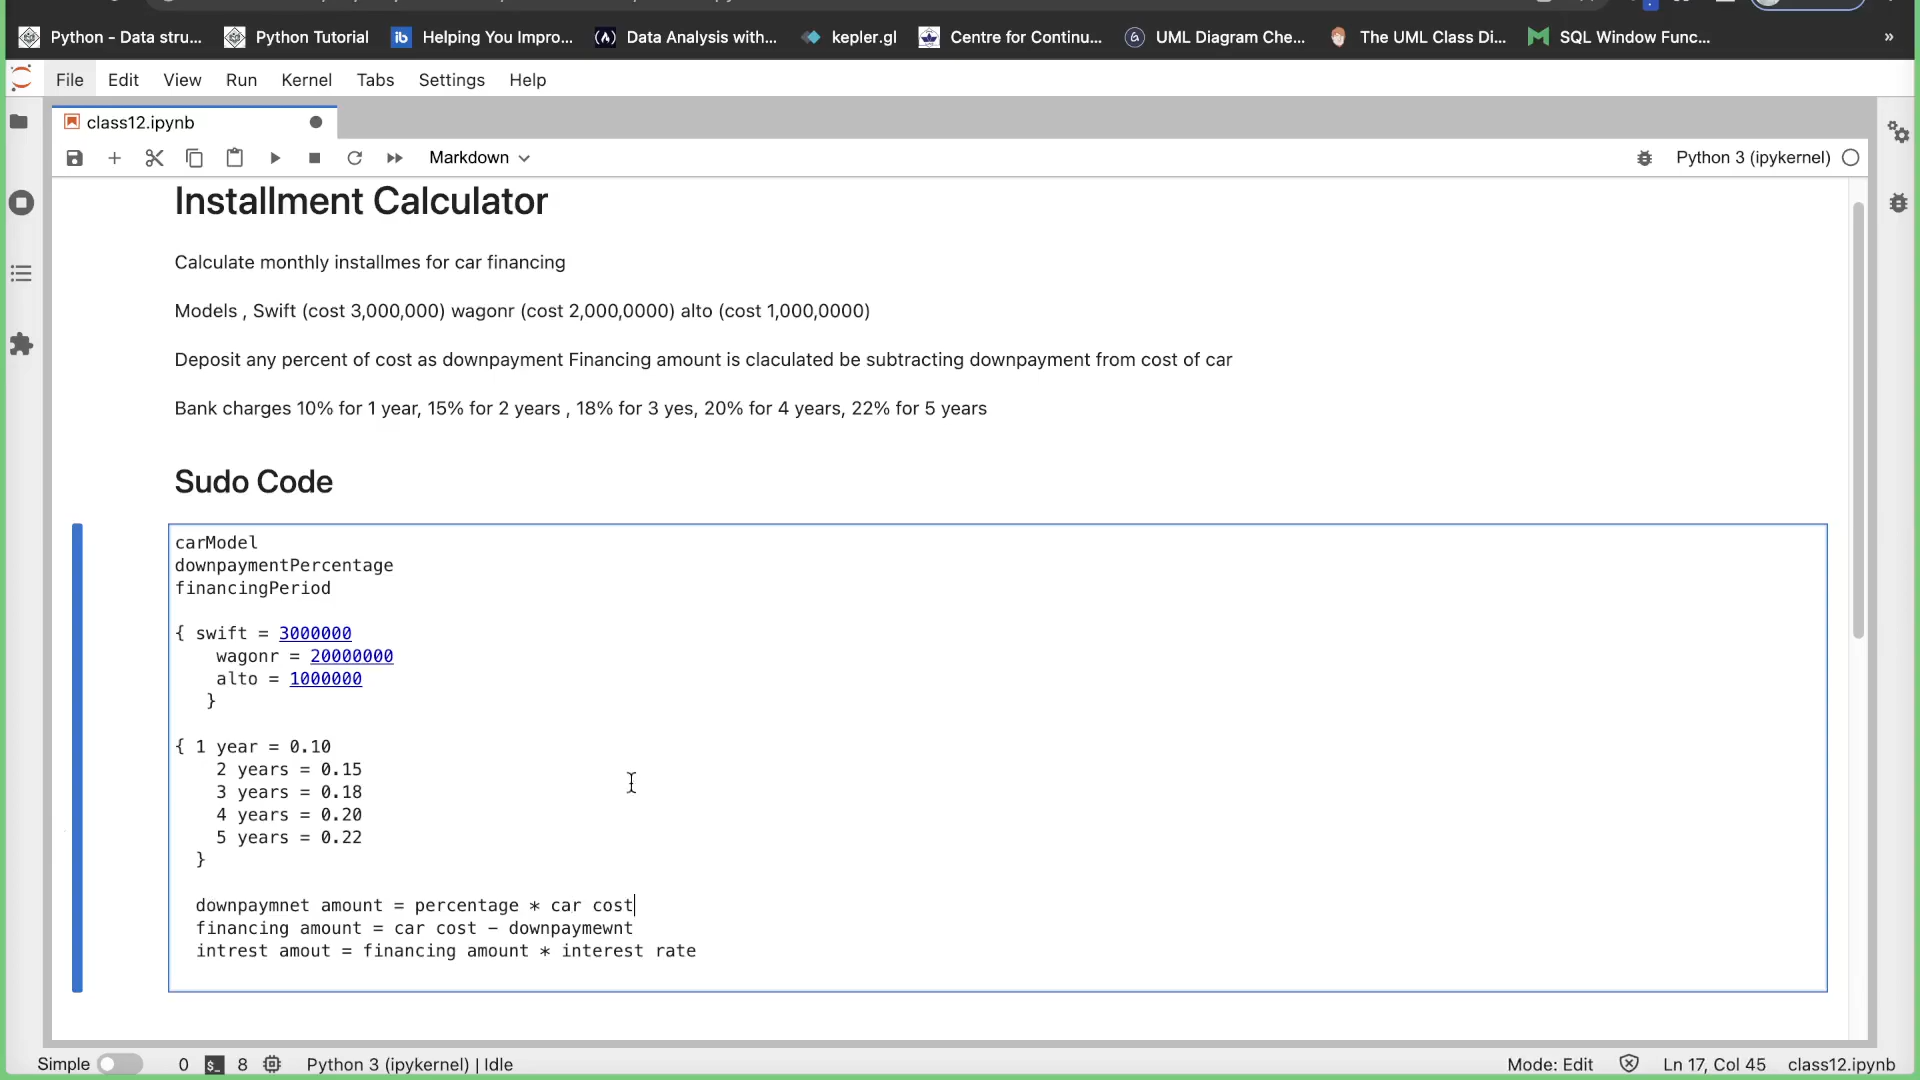 Python - Data stru... Python Tutorial Helping You Impro... Data Analysis with... kepler.gl Centre for Continu... UML Diagram Che... The UML Class Di... SQL Window Func... »
File Edit View Run Kernel Tabs Settings Help
class12.ipynb
Markdown Python 3 (ipykernel)
Installment Calculator
Calculate monthly installmes for car financing
Models , Swift (cost 3,000,000) wagonr (cost 2,000,0000) alto (cost 1,000,0000)
Deposit any percent of cost as downpayment Financing amount is claculated be subtracting downpayment from cost of car
Bank charges 10% for 1 year, 15% for 2 years , 18% for 3 yes, 20% for 4 years, 22% for 5 years
Sudo Code
carModel
downpaymentPercentage
financingPeriod
{ swift = 3000000
wagonr = 20000000
alto = 1000000
}
{ 1 year = 0.10
2 years = 0.15
3 years = 0.18
4 years = 0.20
5 years = 0.22
}
downpaymnet amount = percentage * car cost
financing amount = car cost - downpaymewnt
intrest amout = financing amount * interest rate
Simple 0 $_ 8 Python 3 (ipykernel) | Idle Mode: Edit Ln 17, Col 45 class12.ipynb